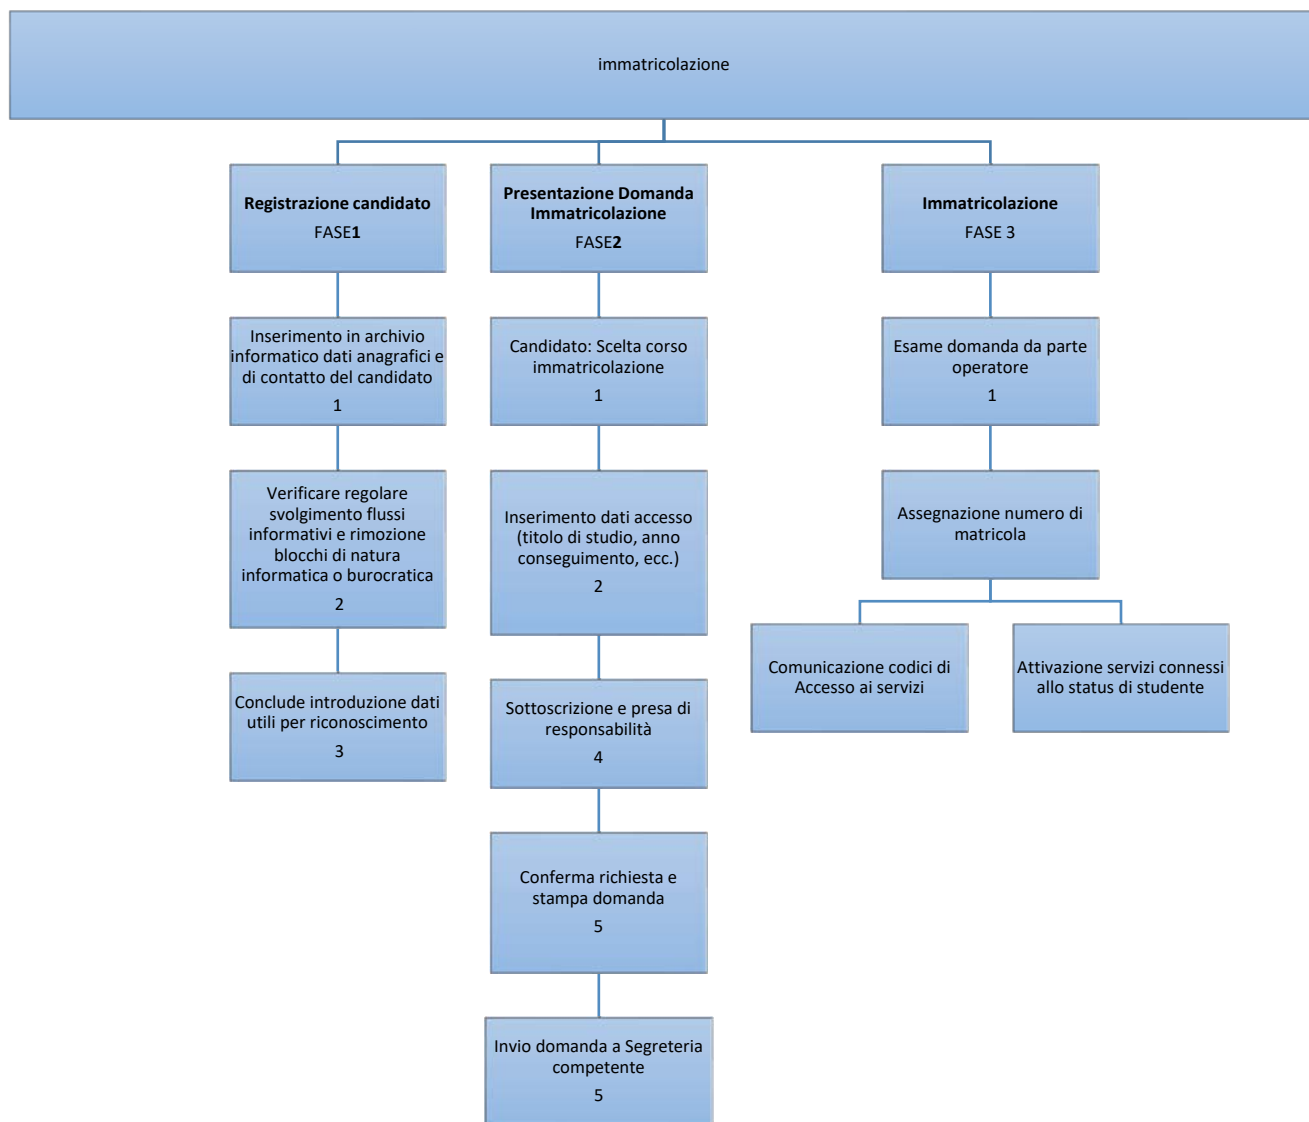 immatricolazione
Registrazione candidato
FASE1
Inserimento in archivio
informatico dati anagrafici e
di contatto del candidato
1
Verificare regolare
svolgimento flussi
informativi e rimozione
blocchi di natura
informatica o burocratica
2
Conclude introduzione dati
utili per riconoscimento
3
Presentazione Domanda
Immatricolazione
FASE2
Candidato: Scelta corso
immatricolazione
1
Inserimento dati accesso
(titolo di studio, anno
conseguimento, ecc.)
2
Sottoscrizione e presa di
responsabilità
4
Conferma richiesta e
stampa domanda
5
Invio domanda a Segreteria
competente
5
Immatricolazione
FASE 3
Esame domanda da parte
operatore
1
Assegnazione numero di
matricola
Comunicazione codici di
Accesso ai servizi
Attivazione servizi connessi
allo status di studente